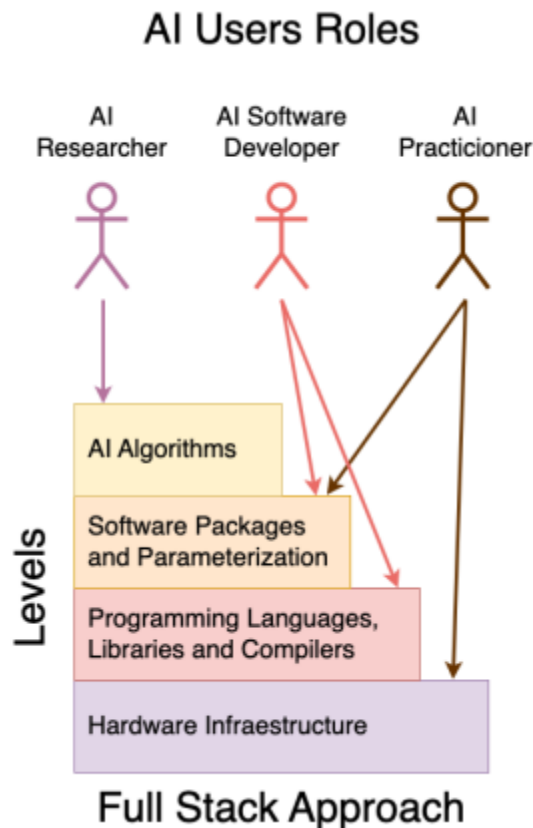 AI Users Roles
AI
Researcher
AI Software
Developer
AI
Practicioner
AI Algorithms
Software Packages
and Parameterization
Programming Languages,
Libraries and Compilers
Hardware Infraestructure
Levels
Full Stack Approach